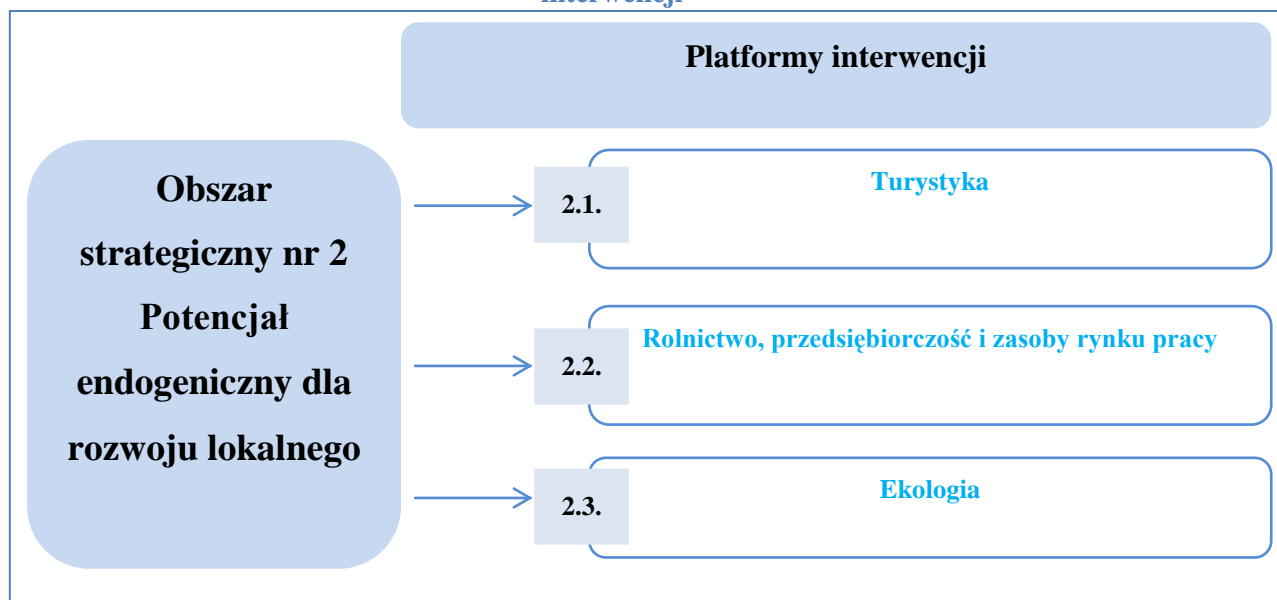 interwencji
Platformy interwencji
Obszar
strategiczny nr 2
Potencjał
endogeniczny dla
rozwoju lokalnego
2.1.
Turystyka
2.2.
Rolnictwo, przedsiębiorczość i zasoby rynku pracy
2.3.
Ekologia